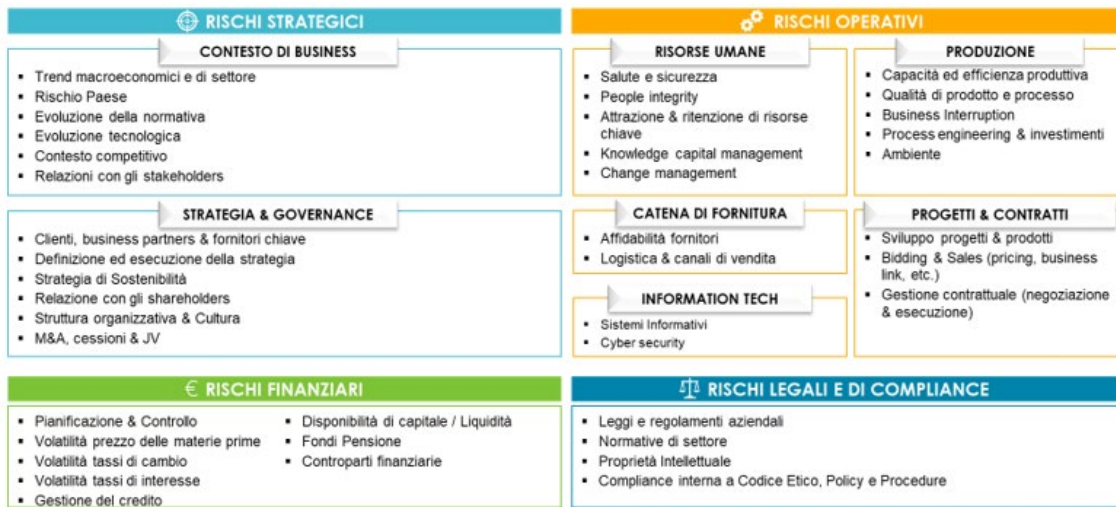 RISCHI STRATEGICI
CONTESTO DI BUSINESS
▪ Trend macroeconomici e di settore
▪ Rischio Paese
▪ Evoluzione della normativa
▪ Evoluzione tecnologica
▪ Contesto competitivo
▪ Relazioni con gli stakeholders
STRATEGIA & GOVERNANCE
▪ Clienti, business partners & fornitori chiave
▪ Definizione ed esecuzione della strategia
▪ Strategia di Sostenibilità
▪ Relazione con gli shareholders
▪ Struttura organizzativa & Cultura
▪ M&A, cessioni & JV
RISCHI OPERATIVI
RISORSE UMANE
▪ Salute e sicurezza
▪ People integrity
▪ Attrazione & ritenzione di risorse
chiave
▪ Knowledge capital management
▪ Change management
PRODUZIONE
▪ Capacità ed efficienza produttiva
▪ Qualità di prodotto e processo
▪ Business Interruption
▪ Process engineering & investimenti
▪ Ambiente
CATENA DI FORNITURA
▪ Affidabilità fornitori
▪ Logistica & canali di vendita
INFORMATION TECH
▪ Sistemi Informativi
▪ Cyber security
PROGETTI & CONTRATTI
▪ Sviluppo progetti & prodotti
▪ Bidding & Sales (pricing, business
link, etc.)
▪ Gestione contrattuale (negoziazione
& esecuzione)
€ RISCHI FINANZIARI
▪ Pianificazione & Controllo
▪ Volatilità prezzo delle materie prime
▪ Volatilità tassi di cambio
▪ Volatilità tassi di interesse
▪ Gestione del credito
▪ Disponibilità di capitale / Liquidità
▪ Fondi Pensione
▪ Controparti finanziarie
RISCHI LEGALI E DI COMPLIANCE
▪ Leggi e regolamenti aziendali
▪ Normative di settore
▪ Proprietà Intellettuale
▪ Compliance interna a Codice Etico, Policy e Procedure